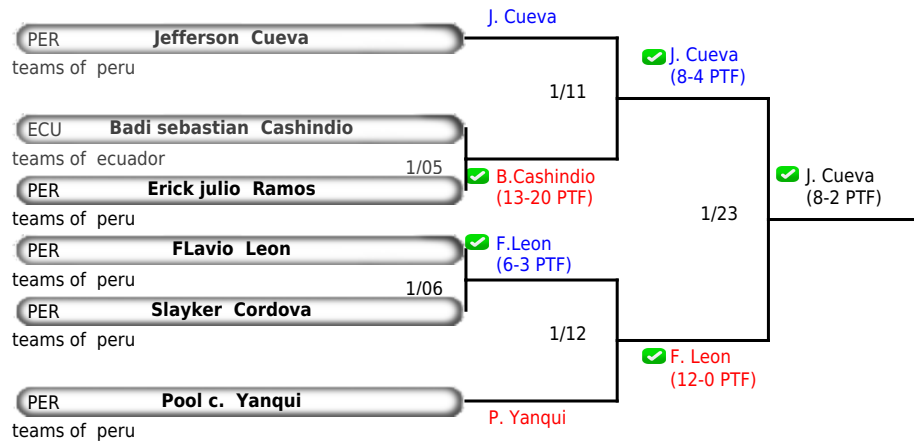 J. Cueva
PER Jefferson Cueva
teams of peru
J. Cueva
(8-4 PTF)
1/11
ECU Badi sebastian Cashindio
teams of ecuador
1/05
B.Cashindio
(13-20 PTF)
PER Erick julio Ramos
teams of peru
J. Cueva
(8-2 PTF)
1/23
PER FLavio Leon
teams of peru
F.Leon
(6-3 PTF)
1/06
PER Slayker Cordova
teams of peru
1/12
F. Leon
(12-0 PTF)
PER Pool c. Yanqui
P. Yanqui
teams of peru